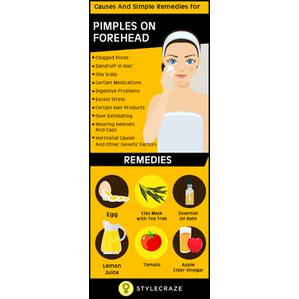 Causes And Simple Remedies for
PIMPLES ON
FOREHEAD
Clogged Pores
Dandruff in Hair
Oily Scalp
Certain Medications
Digestive Problems
Excess Stress
Certain Hair Products
Over Exfoliating
Wearing Helmets
And Caps
Hormonal Causes
And Other Genetic Factors
REMEDIES
Egg
Clay Mask
with Tea Tree
Essential
Oil Bath
Lemon
Juice
Tomato
Apple
Cider Vinegar
STYLECRAZE